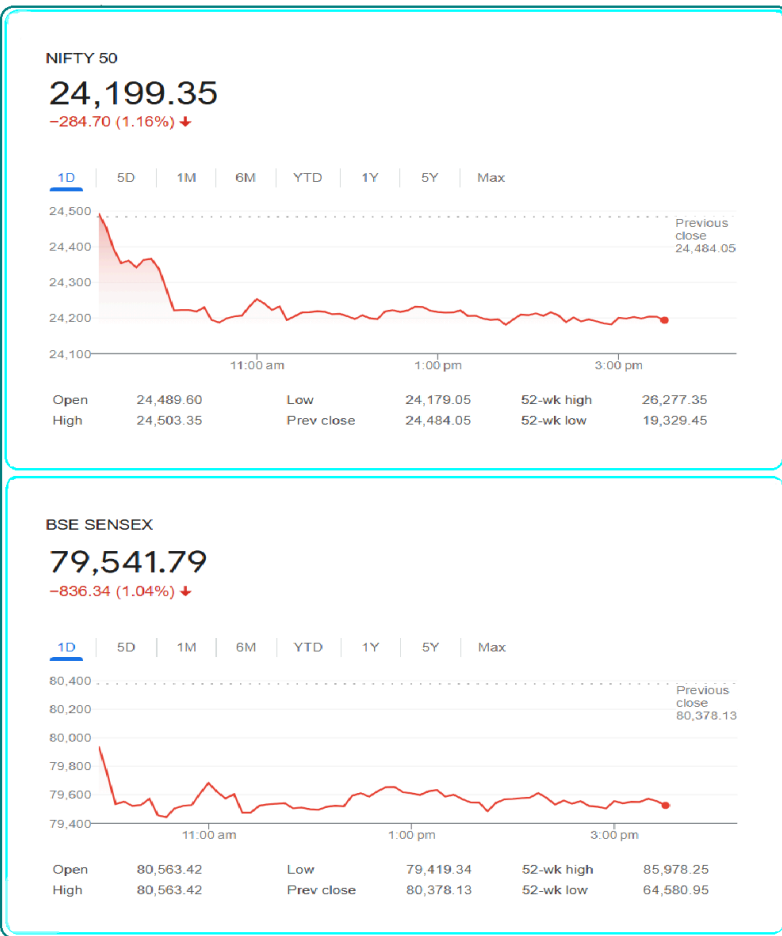 NIFTY 50
24,199.35
−284.70 (1.16%)
1D 5D 1M 6M YTD 1Y 5Y Max
24,500
24,400
24,300
24,200
24,100
Previous
close
24,484.05
11:00 am 1:00 pm 3:00 pm
Open 24,489.60 Low 24,179.05 52-wk high 26,277.35
High 24,503.35 Prev close 24,484.05 52-wk low 19,329.45
BSE SENSEX
79,541.79
−836.34 (1.04%)
1D 5D 1M 6M YTD 1Y 5Y Max
80,400
80,200
80,000
79,800
79,600
79,400
Previous
close
80,378.13
11:00 am 1:00 pm 3:00 pm
Open 80,563.42 Low 79,419.34 52-wk high 85,978.25
High 80,563.42 Prev close 80,378.13 52-wk low 64,580.95